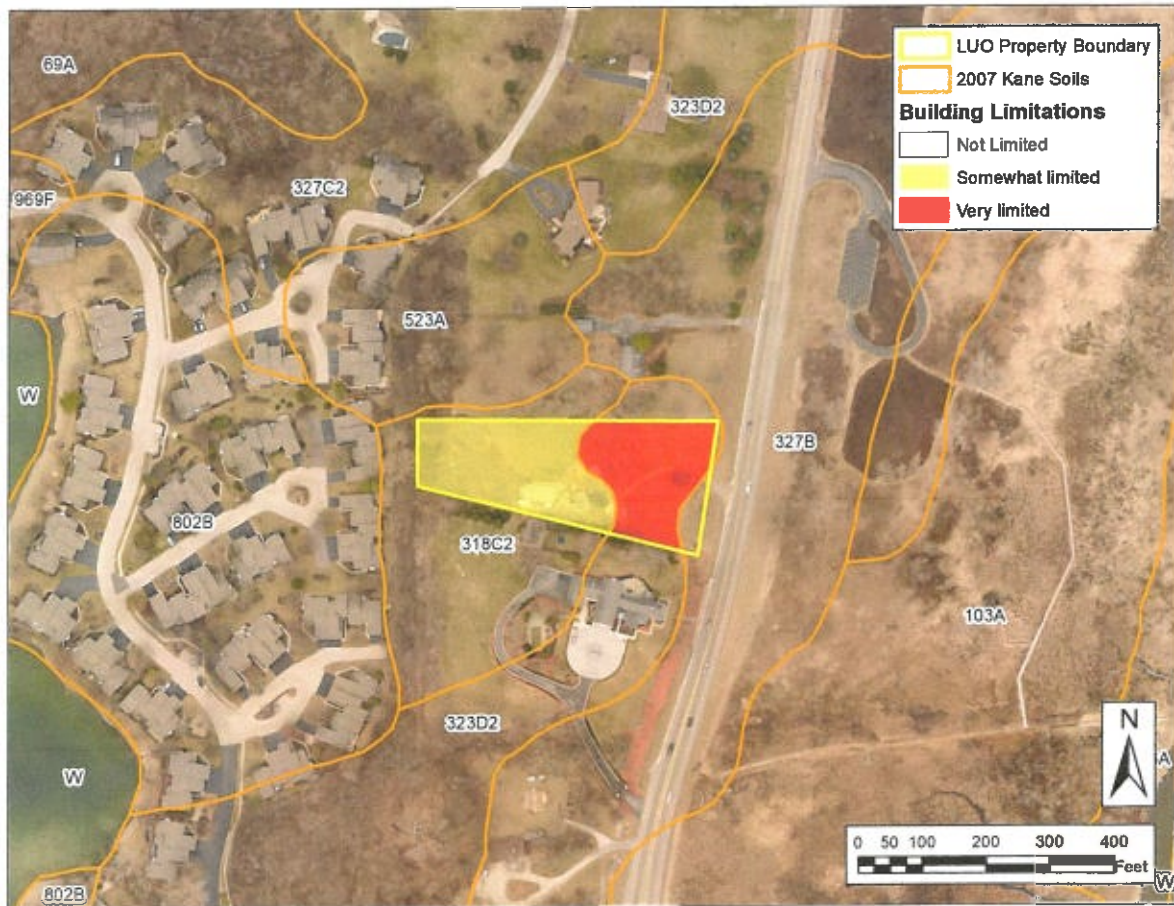 LUO Property Boundary
2007 Kane Soils
Building Limitations
Not Limited
Somewhat limited
Very limited
69A
323D2
327C2
969F
523A
W
327B
802B
318C2
103A
323D2
W
N
A
0 50 100 200 300 400
Feet
W
802B